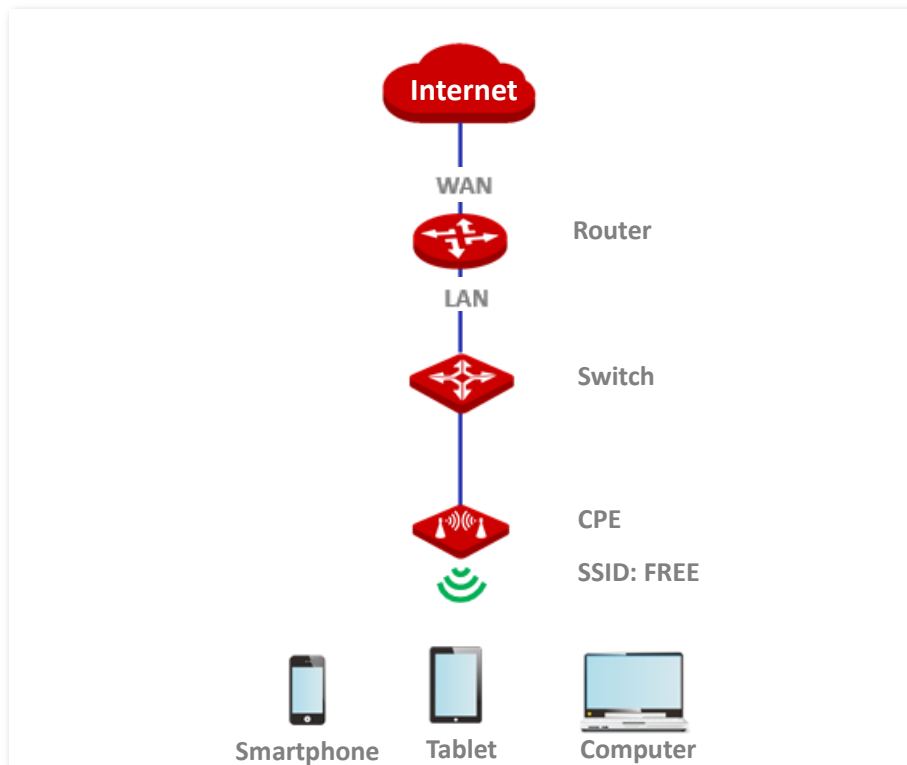 Internet
WAN
Router
LAN
Switch
CPE
SSID: FREE
Smartphone Tablet Computer